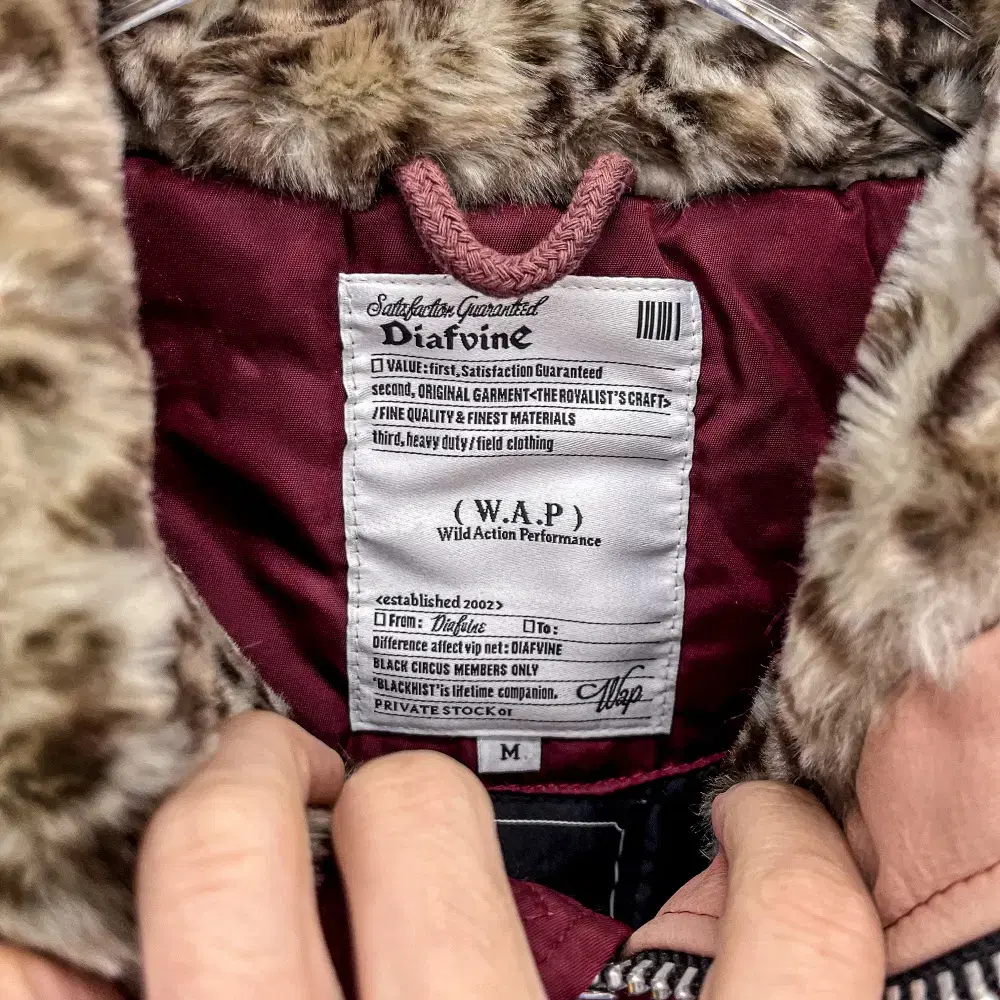 Satisfaction Guaranteed
Diafvine
VALUE:first, Satisfaction Guaranteed
second, ORIGINAL GARMENT<THE ROYALIST'S CRAFT>
/FINE QUALITY & FINEST MATERIALS
third, heavy duty / field clothing
( W.A.P )
Wild Action Performance
<established 2002>
From: Diafvine To:
Difference affect vip net: DIAFVINE
BLACK CIRCUS MEMBERS ONLY
'BLACKHIST' is lifetime companion.
Wap
PRIVATE STOCK 01
M